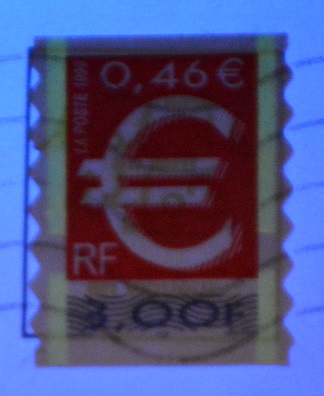 0,46 €
LA POSTE 1999
€
RF
3,00F